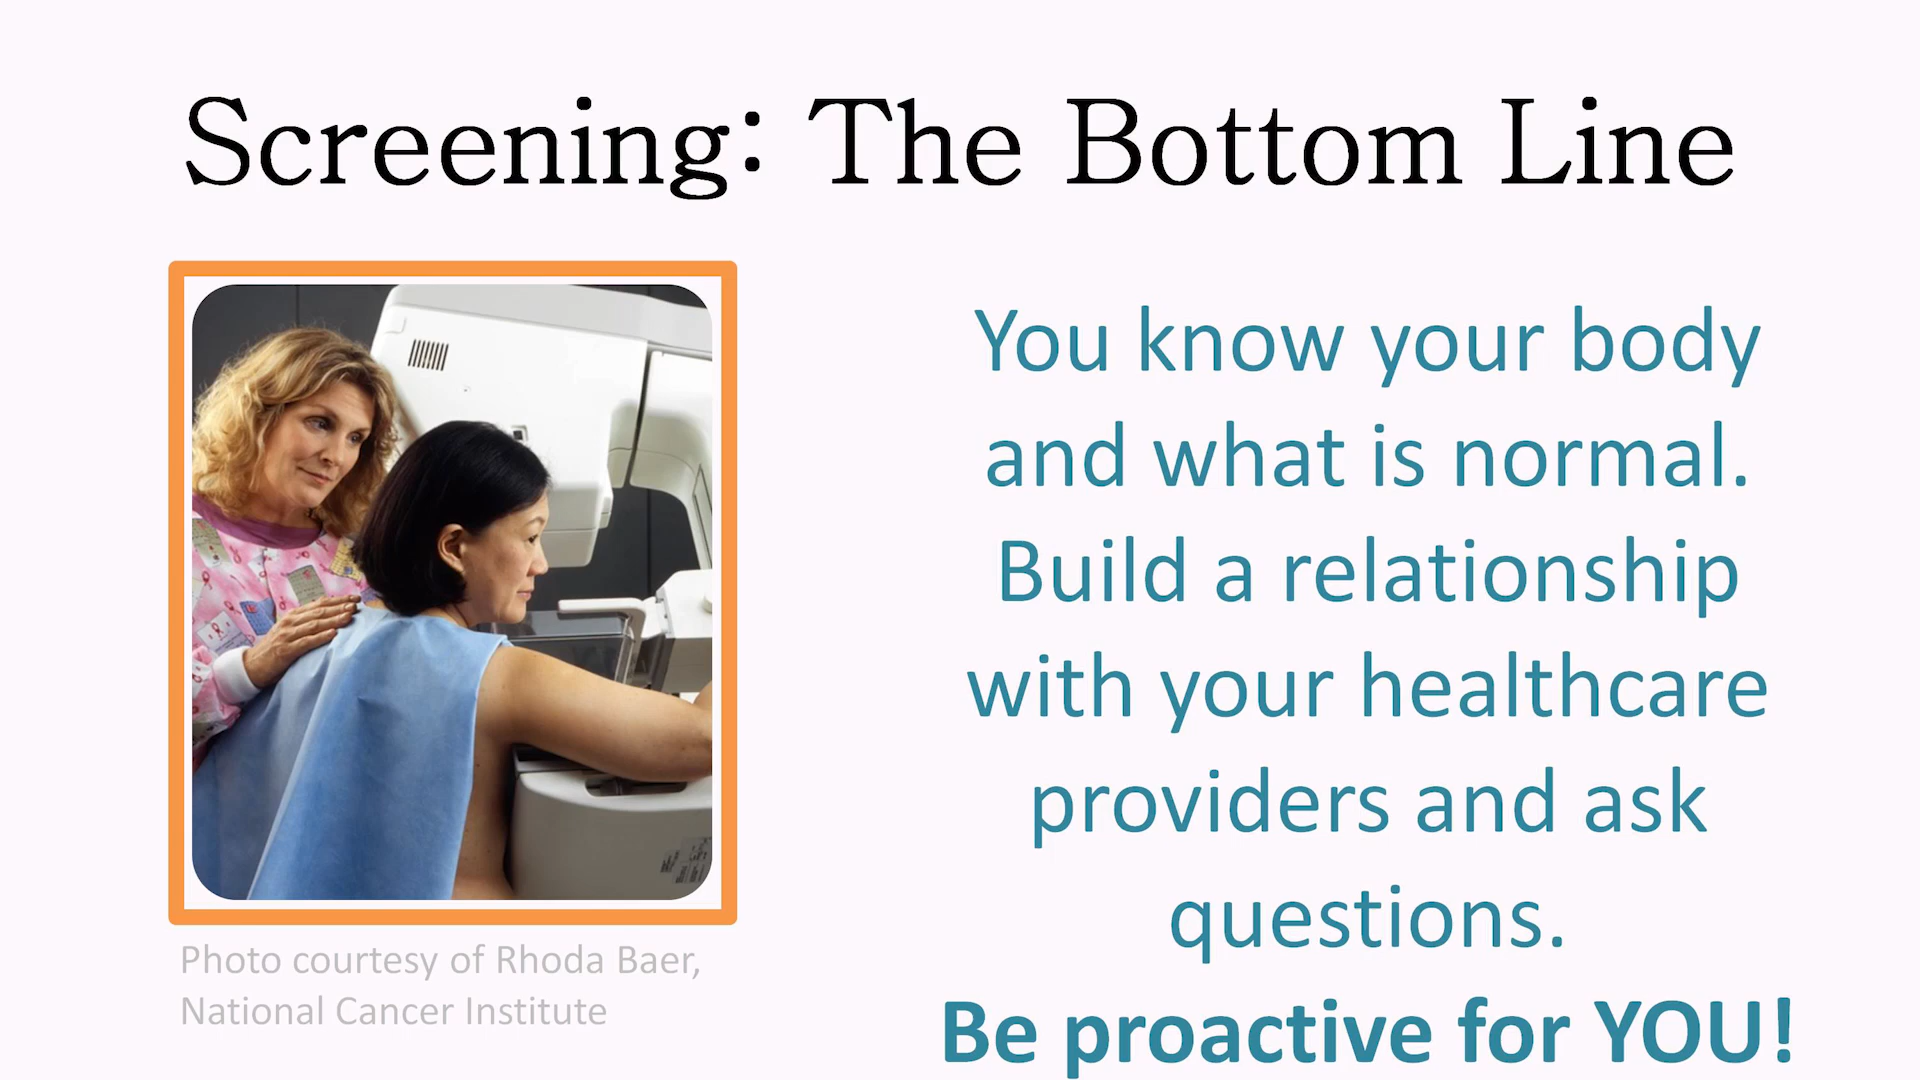 Screening: The Bottom Line
You know your body
and what is normal.
Build a relationship
with your healthcare
providers and ask
questions.
Be proactive for YOU!
Photo courtesy of Rhoda Baer,
National Cancer Institute